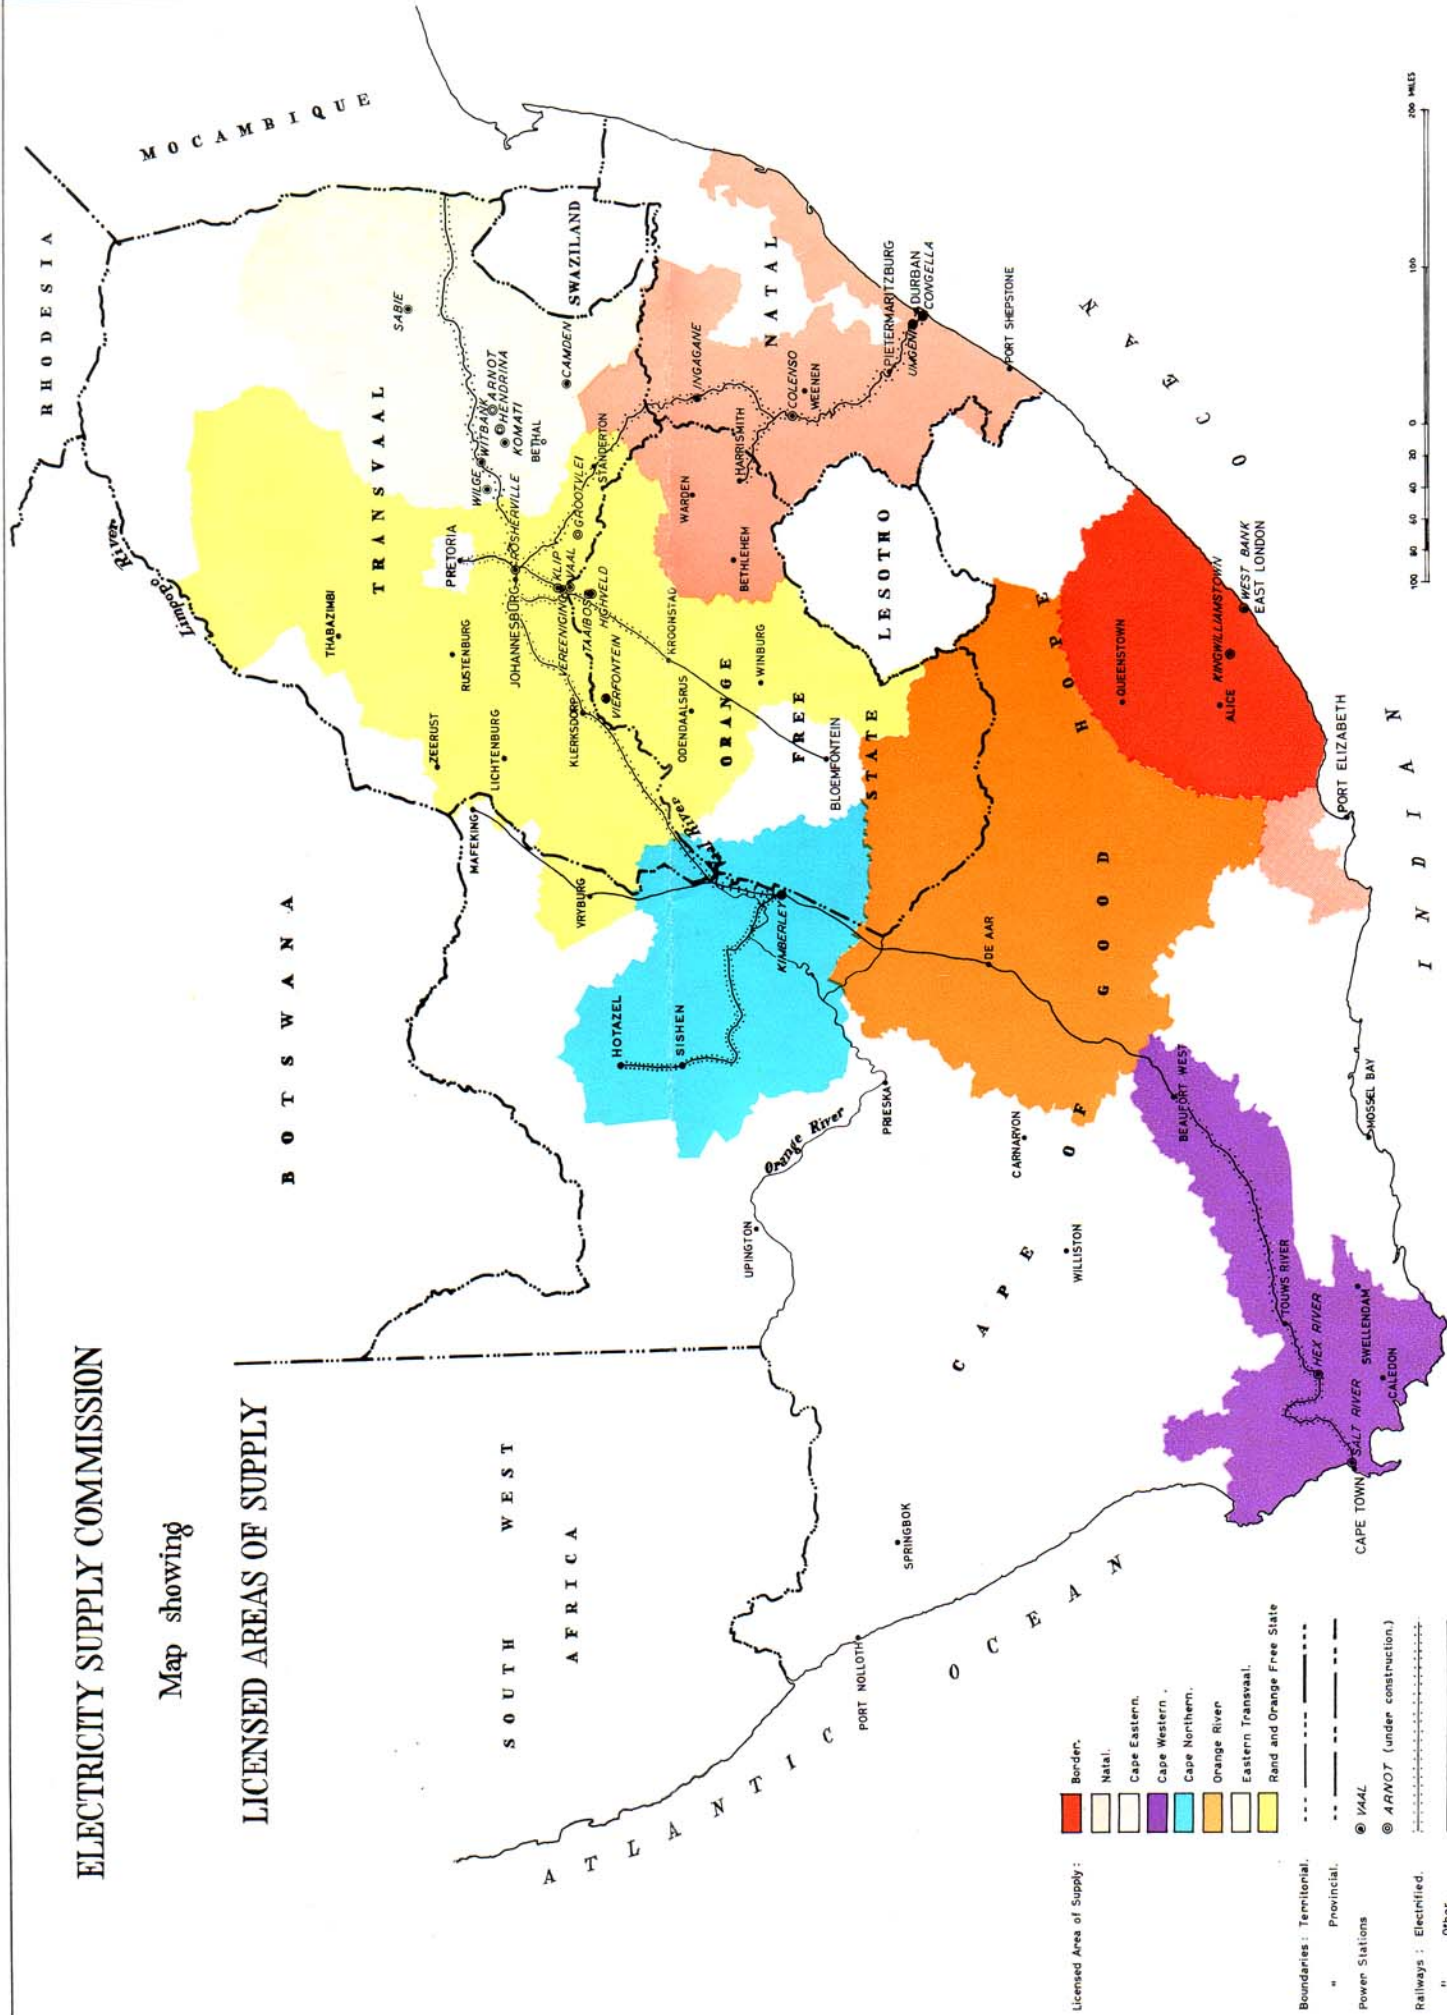 ELECTRICITY SUPPLY COMMISSION
Map showing
LICENSED AREAS OF SUPPLY
RHODESIA
MOCAMBIQUE
BOTSWANA
SOUTH WEST
AFRICA
SWAZILAND
LESOTHO
TRANSVAAL
NATAL
ORANGE
FREE
STATE
CAPE OF GOOD HOPE
ATLANTIC OCEAN
INDIAN OCEAN
Limpopo River
Orange River
Vaal River
SABIE
THABAZIMBI
PRETORIA
WILGE
WITBANK
ARNOT
HENDRINA
KOMATI
BETHAL
CAMDEN
RUSTENBURG
ZEERUST
LICHTENBURG
MAFEKING
JOHANNESBURG
ROSHERVILLE
VEREENIGING
KLIP
VAAL
TAAIBOS
HIGHVELD
GROOTVLEI
STANDERTON
KLERKSDORP
VIERFONTEIN
VRYBURG
KROONSTAD
ODENDAALSRUS
WINBURG
WARDEN
BETHLEHEM
HARRISMITH
INGAGANE
COLENSO
WEENEN
PIETERMARITZBURG
UMGENI
DURBAN
CONGELLA
PORT SHEPSTONE
BLOEMFONTEIN
HOTAZEL
SISHEN
KIMBERLEY
UPINGTON
PRIESKA
DE AAR
CARNARVON
WILLISTON
SPRINGBOK
PORT NOLLOTH
QUEENSTOWN
ALICE
KINGWILLIAMSTOWN
WEST BANK
EAST LONDON
PORT ELIZABETH
BEAUFORT WEST
MOSSEL BAY
TOUWS RIVER
HEX RIVER
SWELLENDAM
CALEDON
SALT RIVER
CAPE TOWN
Licensed Area of Supply :
Border.
Natal.
Cape Eastern.
Cape Western .
Cape Northern.
Orange River
Eastern Transvaal.
Rand and Orange Free State
Boundaries : Territorial.
" Provincial.
Power Stations
VAAL
ARNOT (under construction.)
Railways : Electrified.
" Other
100 80 60 40 20 0 100 200 MILES